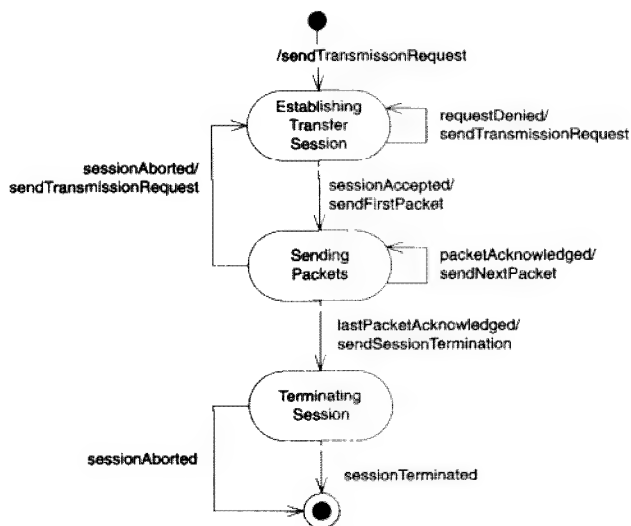 /sendTransmissonRequest
Establishing
Transfer
Session
requestDenied/
sendTransmissionRequest
sessionAborted/
sendTransmissionRequest
sessionAccepted/
sendFirstPacket
Sending
Packets
packetAcknowledged/
sendNextPacket
lastPacketAcknowledged/
sendSessionTermination
Terminating
Session
sessionAborted
sessionTerminated